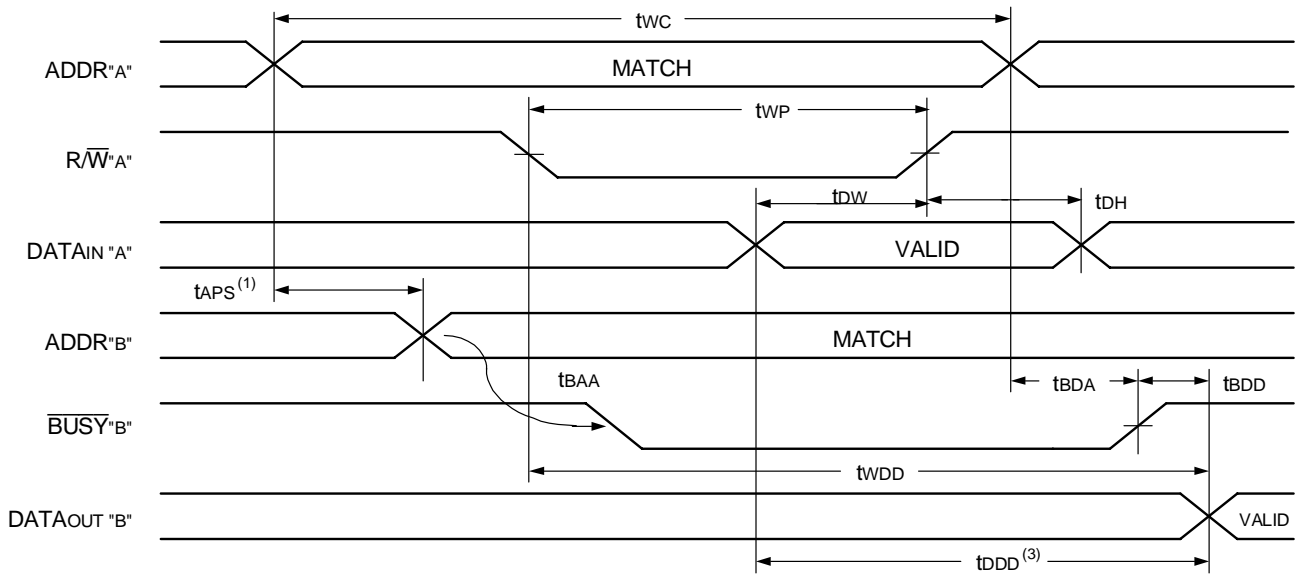 tWC
ADDR"A"
MATCH
tWP
R/W̅"A"
tDW
tDH
DATAIN "A"
VALID
tAPS(1)
ADDR"B"
MATCH
tBAA
tBDA
tBDD
B̅U̅S̅Y̅"B"
tWDD
DATAOUT "B"
VALID
tDDD(3)